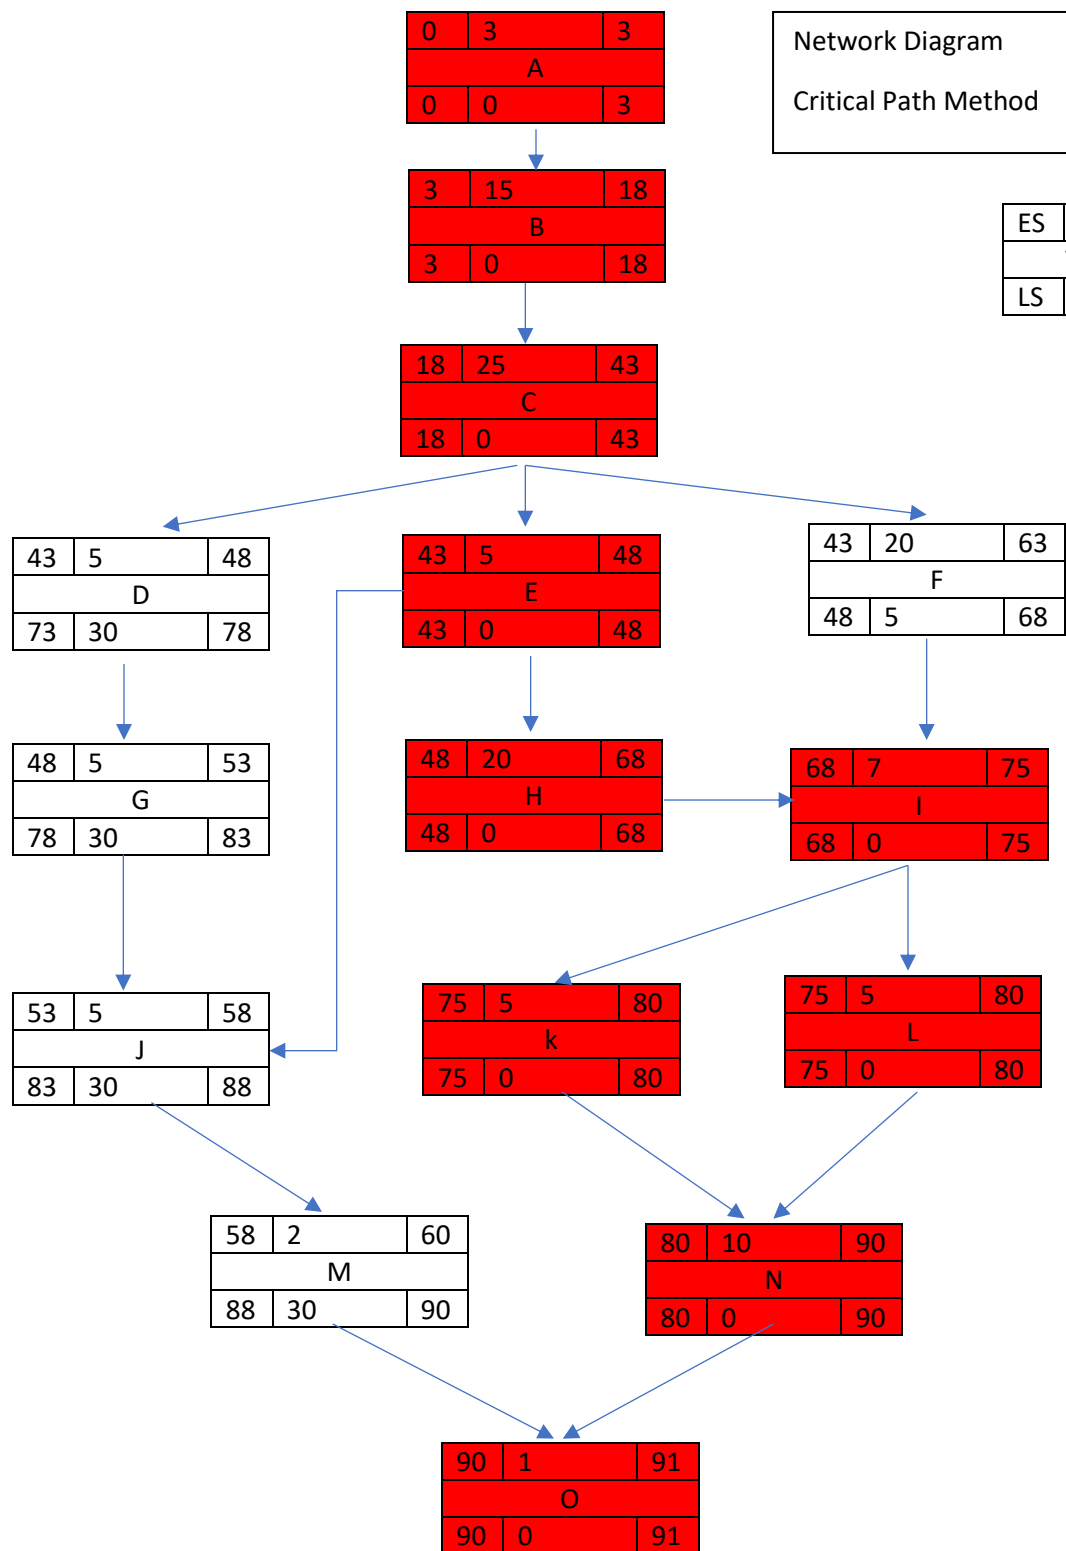 0 3 3
A
0 0 3
Network Diagram
Critical Path Method
3 15 18
B
3 0 18
ES
LS
18 25 43
C
18 0 43
43 5 48
D
73 30 78
43 5 48
E
43 0 48
43 20 63
F
48 5 68
48 5 53
G
78 30 83
48 20 68
H
48 0 68
68 7 75
I
68 0 75
53 5 58
J
83 30 88
75 5 80
k
75 0 80
75 5 80
L
75 0 80
58 2 60
M
88 30 90
80 10 90
N
80 0 90
90 1 91
O
90 0 91